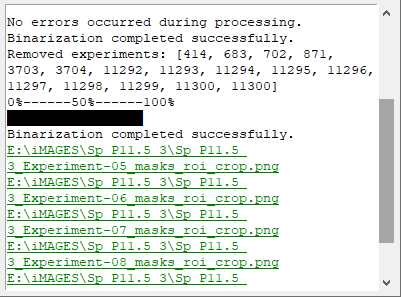 No errors occurred during processing.
Binarization completed successfully.
Removed experiments: [414, 683, 702, 871,
3703, 3704, 11292, 11293, 11294, 11295, 11296,
11297, 11298, 11299, 11300, 11300]
0%------50%------100%
Binarization completed successfully.
E:\iMAGES\Sp P11.5 3\Sp P11.5
3_Experiment-05_masks_roi_crop.png
E:\iMAGES\Sp P11.5 3\Sp P11.5
3_Experiment-06_masks_roi_crop.png
E:\iMAGES\Sp P11.5 3\Sp P11.5
3_Experiment-07_masks_roi_crop.png
E:\iMAGES\Sp P11.5 3\Sp P11.5
3_Experiment-08_masks_roi_crop.png
E:\iMAGES\Sp P11.5 3\Sp P11.5